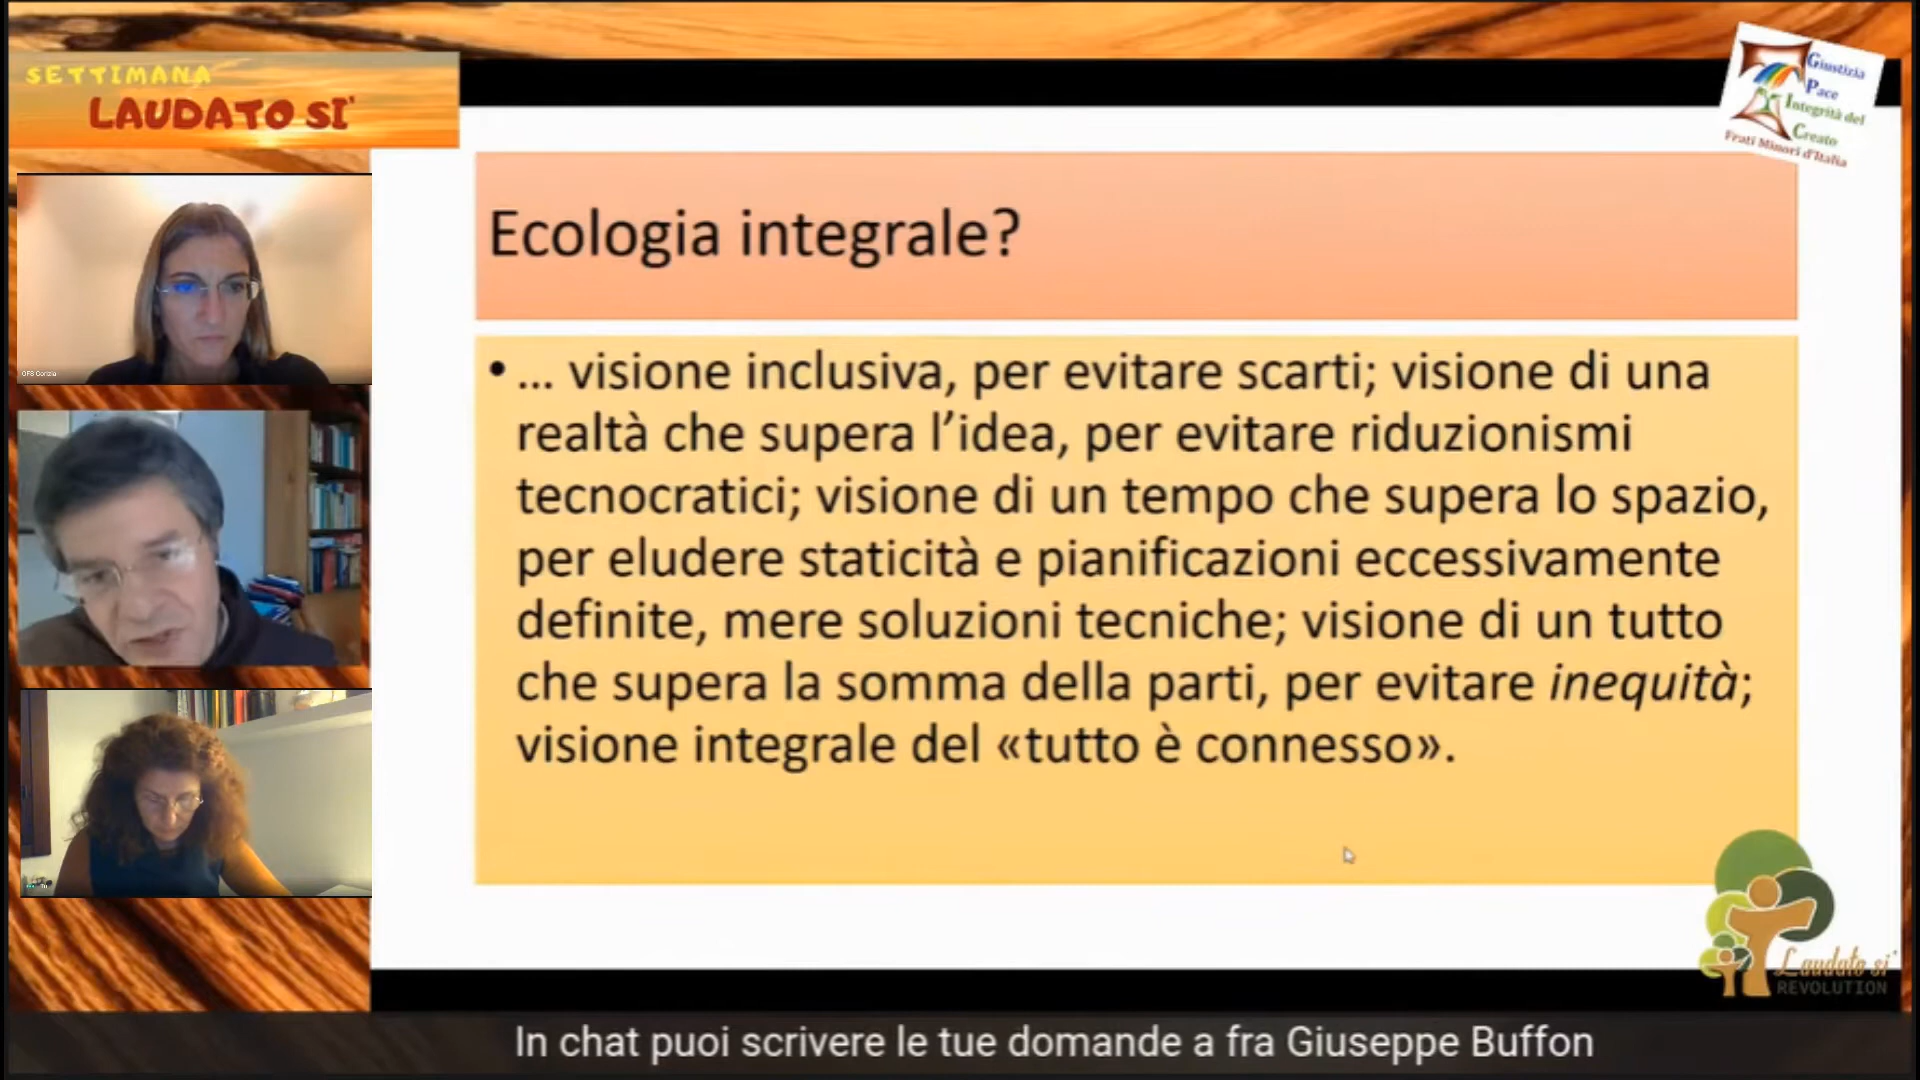 SETTIMANA
LAUDATO SI'
Giustizia
Pace
Integrità del
Creato
Frati Minori d'Italia
Ecologia integrale?
• ... visione inclusiva, per evitare scarti; visione di una
realtà che supera l'idea, per evitare riduzionismi
tecnocratici; visione di un tempo che supera lo spazio,
per eludere staticità e pianificazioni eccessivamente
definite, mere soluzioni tecniche; visione di un tutto
che supera la somma della parti, per evitare inequità;
visione integrale del «tutto è connesso».
OFS Gorizia
Tu
Laudato si'
REVOLUTION
In chat puoi scrivere le tue domande a fra Giuseppe Buffon